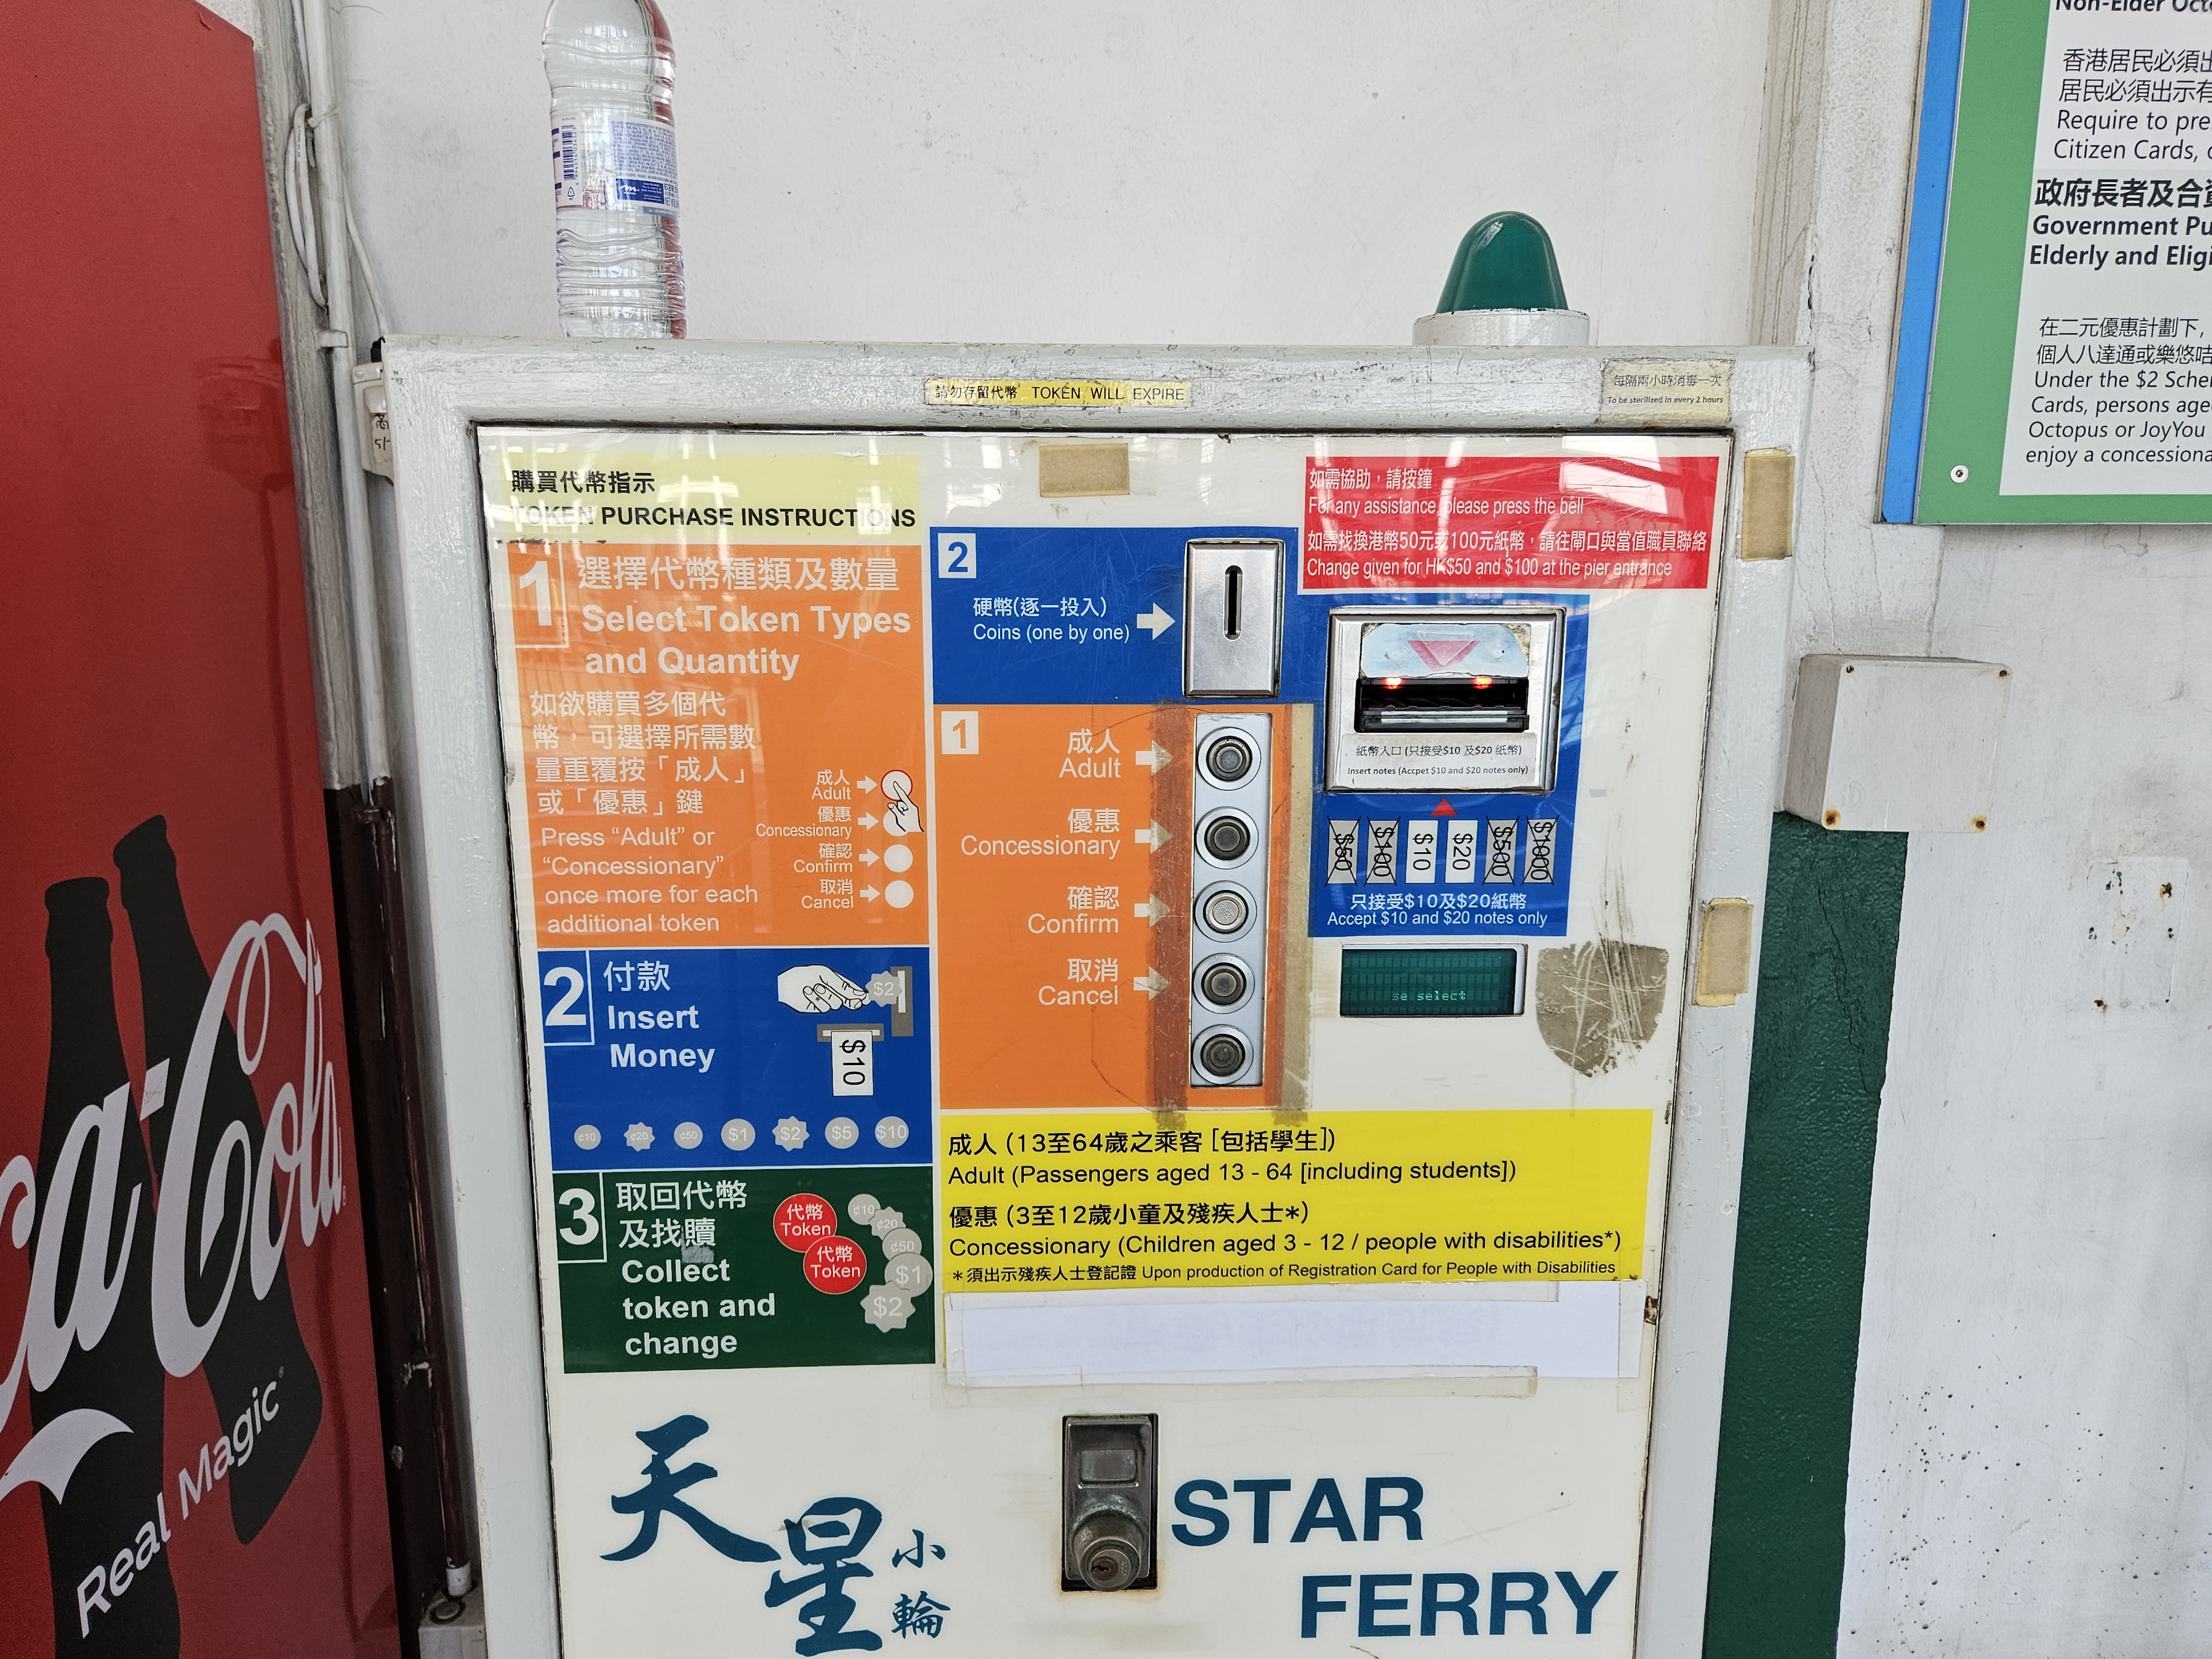 Non-Elder
香港居民必須出
居民必須出示有
Require to pre
Citizen Cards,
政府長者及合資
Government Pu
Elderly and Eligi
在二元優惠計劃下,
個人八達通或樂悠咭
Under the $2 Sche
Cards, persons age
Octopus or JoyYou
enjoy a concessiona
請勿存留代幣 TOKEN WILL EXPIRE
每隔兩小時消毒一次
To be sterilized in every 2 hours
購買代幣指示
TOKEN PURCHASE INSTRUCTIONS
1 選擇代幣種類及數量
Select Token Types
and Quantity
如欲購買多個代
幣，可選擇所需數
量重覆按「成人」
或「優惠」鍵
Press “Adult” or
“Concessionary”
once more for each
additional token
成人
Adult
優惠
Concessionary
確認
Confirm
取消
Cancel
2 付款
Insert
Money
$2
$10
¢10 ¢20 ¢50 $1 $2 $5 $10
3 取回代幣
及找贖
Collect
token and
change
代幣
Token
代幣
Token
¢10
¢20
¢50
$1
$2
2
硬幣(逐一投入)
Coins (one by one)
1
成人
Adult
優惠
Concessionary
確認
Confirm
取消
Cancel
如需協助，請按鐘
For any assistance, please press the bell
如需找換港幣50元或100元紙幣，請往閘口與當值職員聯絡
Change given for HK$50 and $100 at the pier entrance
紙幣入口 (只接受$10 及$20 紙幣)
Insert notes (Accpet $10 and $20 notes only)
$50 $100 $10 $20 $500 $1000
只接受$10及$20紙幣
Accept $10 and $20 notes only
se select
成人 (13至64歲之乘客 [包括學生])
Adult (Passengers aged 13 - 64 [including students])
優惠 (3至12歲小童及殘疾人士*)
Concessionary (Children aged 3 - 12 / people with disabilities*)
*須出示殘疾人士登記證 Upon production of Registration Card for People with Disabilities
天星小輪
STAR
FERRY
ca-Cola
Real Magic